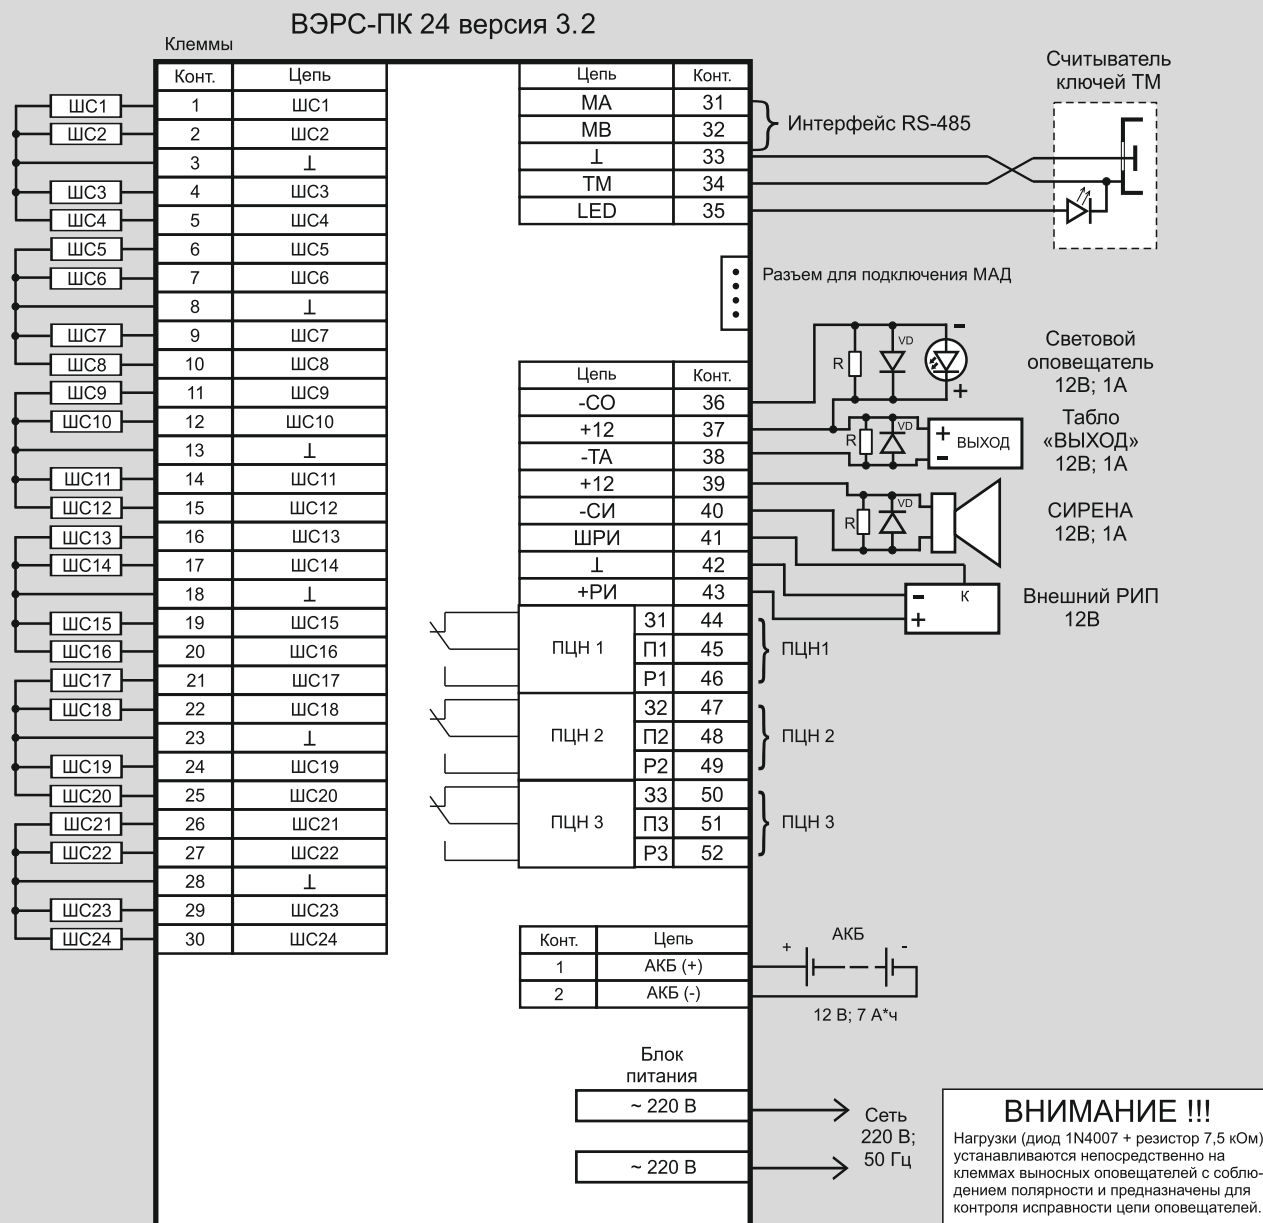 ВЭРС-ПК 24 версия 3.2
Клеммы
Конт. Цепь
ШС1 1 ШС1
ШС2 2 ШС2
3 ⊥
ШС3 4 ШС3
ШС4 5 ШС4
ШС5 6 ШС5
ШС6 7 ШС6
8 ⊥
ШС7 9 ШС7
ШС8 10 ШС8
ШС9 11 ШС9
ШС10 12 ШС10
13 ⊥
ШС11 14 ШС11
ШС12 15 ШС12
ШС13 16 ШС13
ШС14 17 ШС14
18 ⊥
ШС15 19 ШС15
ШС16 20 ШС16
ШС17 21 ШС17
ШС18 22 ШС18
23 ⊥
ШС19 24 ШС19
ШС20 25 ШС20
ШС21 26 ШС21
ШС22 27 ШС22
28 ⊥
ШС23 29 ШС23
ШС24 30 ШС24
Цепь Конт.
МА 31
МВ 32
⊥ 33
ТМ 34
LED 35
Интерфейс RS-485
Считыватель
ключей ТМ
Разъем для подключения МАД
Цепь Конт.
-СО 36
+12 37
-ТА 38
+12 39
-СИ 40
ШРИ 41
⊥ 42
+РИ 43
R VD - +
Световой
оповещатель
12В; 1А
R VD + - ВЫХОД
Табло
«ВЫХОД»
12В; 1А
R VD
СИРЕНА
12В; 1А
- К
+
Внешний РИП
12В
ПЦН 1
З1 44
П1 45
Р1 46
ПЦН1
ПЦН 2
З2 47
П2 48
Р2 49
ПЦН 2
ПЦН 3
З3 50
П3 51
Р3 52
ПЦН 3
Конт. Цепь
1 АКБ (+)
2 АКБ (-)
АКБ
+ -
12 В; 7 А*ч
Блок
питания
~ 220 В
~ 220 В
Сеть
220 В;
50 Гц
ВНИМАНИЕ !!!
Нагрузки (диод 1N4007 + резистор 7,5 кОм)
устанавливаются непосредственно на
клеммах выносных оповещателей с соблю-
дением полярности и предназначены для
контроля исправности цепи оповещателей.